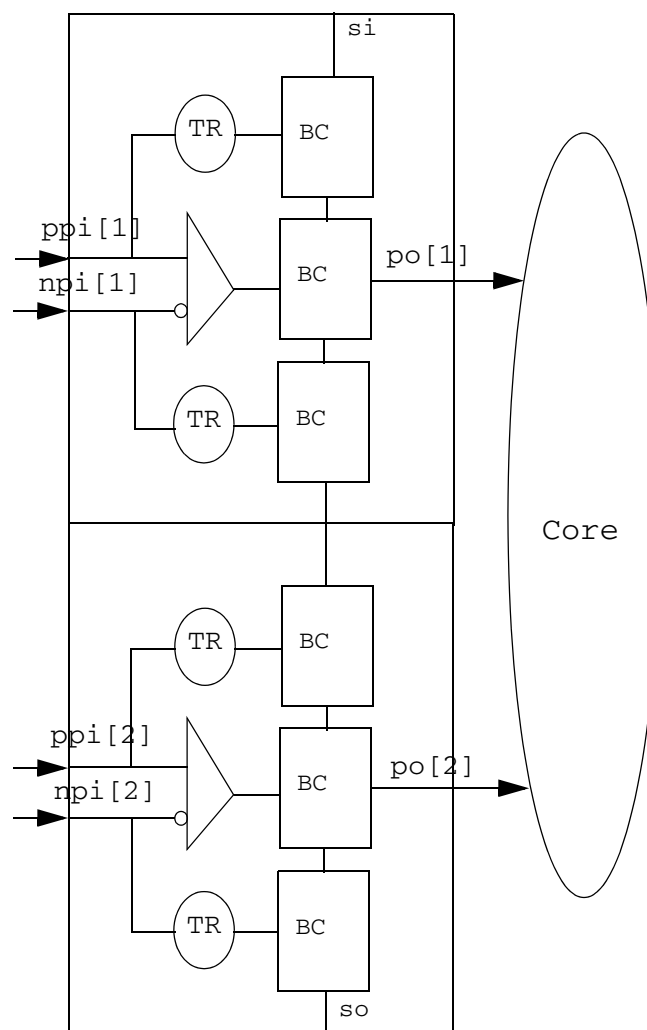 si
TR
BC
ppi[1]
BC
po[1]
npi[1]
TR
BC
Core
TR
BC
ppi[2]
BC
po[2]
npi[2]
TR
BC
so